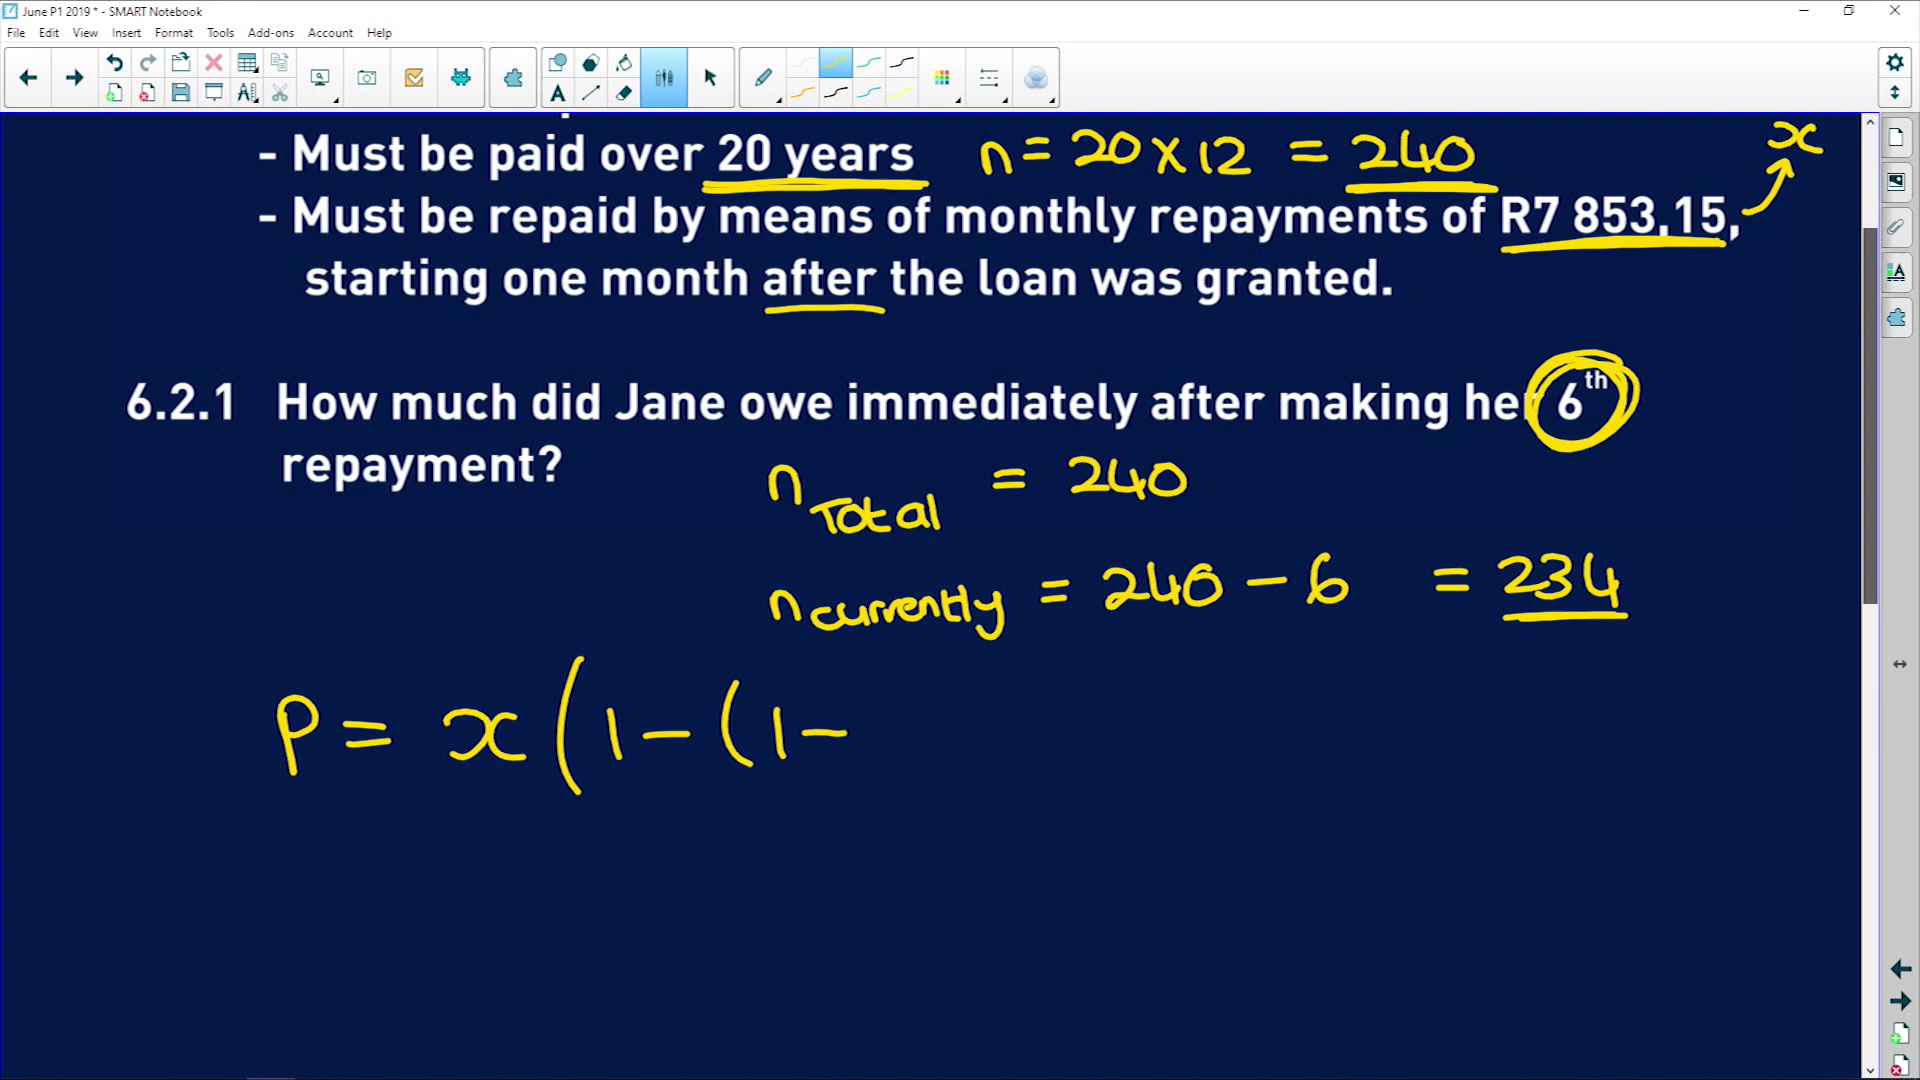 June P1 2019 * - SMART Notebook
File Edit View Insert Format Tools Add-ons Account Help
- Must be paid over 20 years n = 20 x 12 = 240
x
- Must be repaid by means of monthly repayments of R7 853,15,
starting one month after the loan was granted.
6.2.1 How much did Jane owe immediately after making her 6th
repayment?
n Total = 240
n currently = 240 - 6 = 234
P = x ( 1 - ( 1 -